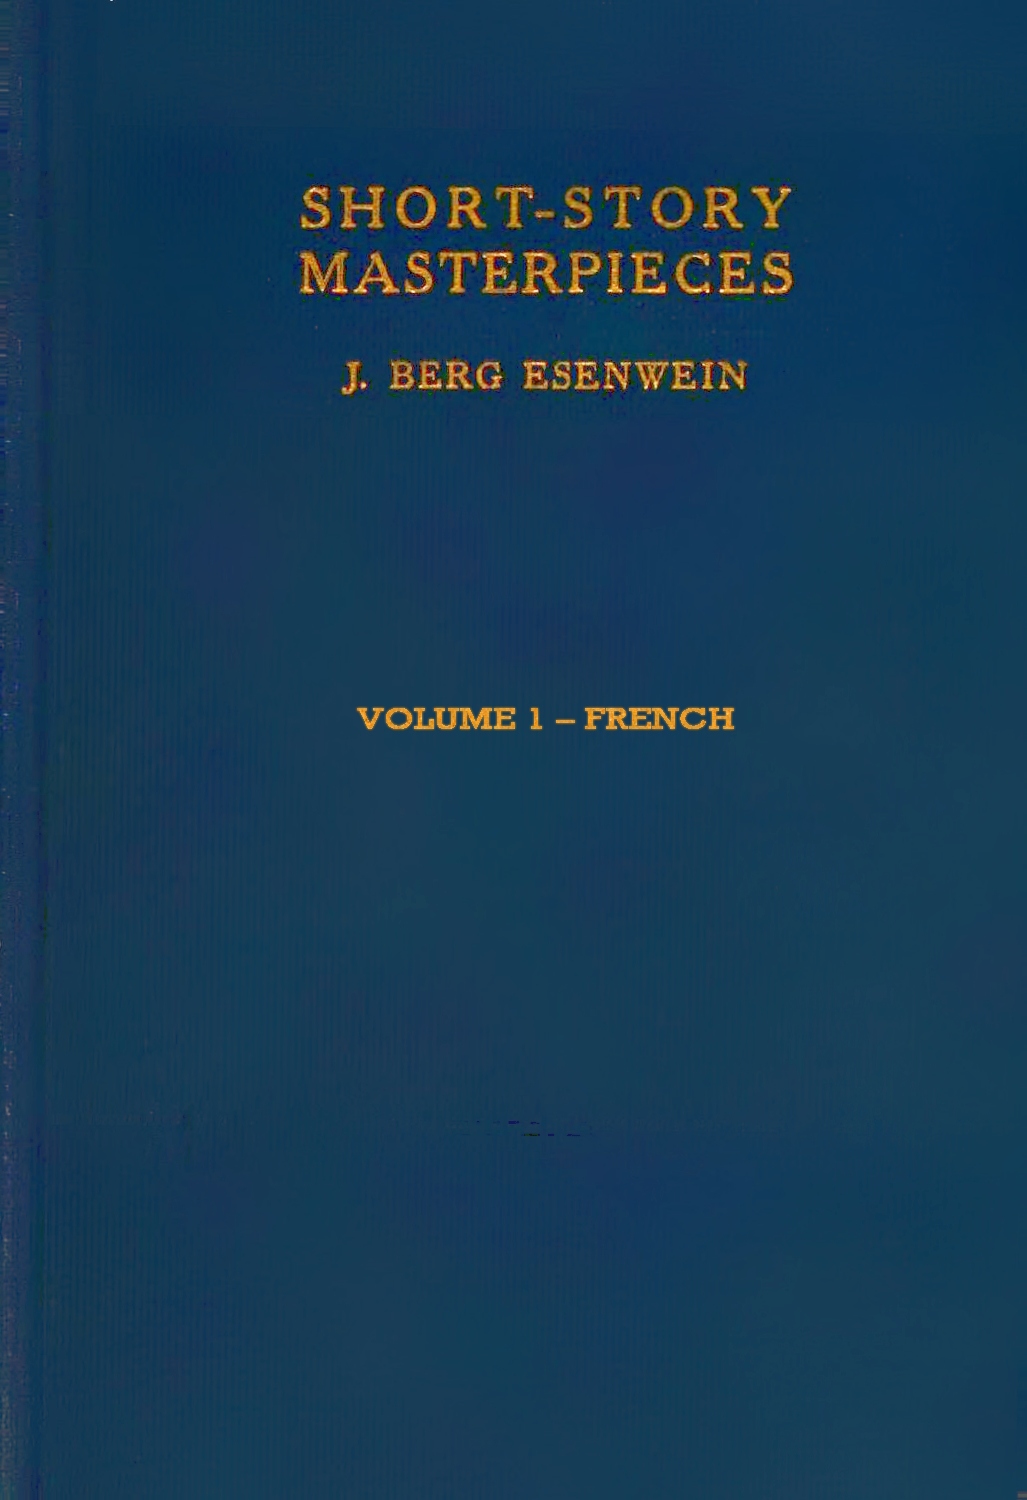 SHORT-STORY
MASTERPIECES
J. BERG ESENWEIN
VOLUME 1 – FRENCH